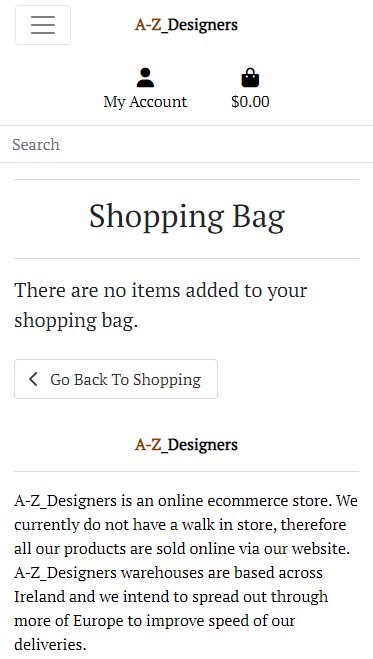 A-Z_Designers
My Account
$0.00
Search
Shopping Bag
There are no items added to your
shopping bag.
Go Back To Shopping
A-Z_Designers
A-Z_Designers is an online ecommerce store. We
currently do not have a walk in store, therefore
all our products are sold online via our website.
A-Z_Designers warehouses are based across
Ireland and we intend to spread out through
more of Europe to improve speed of our
deliveries.